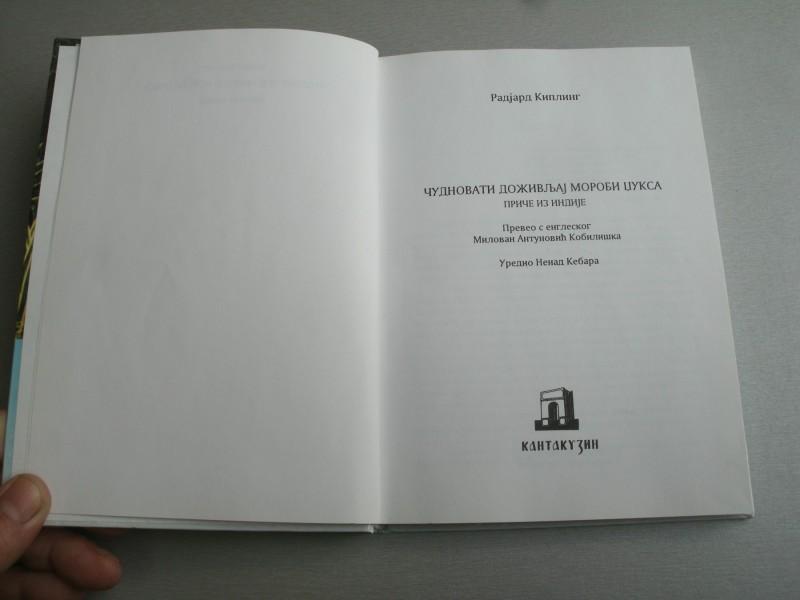 Радјард Киплинг
ЧУДНОВАТИ ДОЖИВЉАЈ МОРОБИ ЏУКСА
ПРИЧЕ ИЗ ИНДИЈЕ
Превео с енглеског
Милован Антуновић Кобилишка
Уредио Ненад Кебара
КАНТАКУЗИН